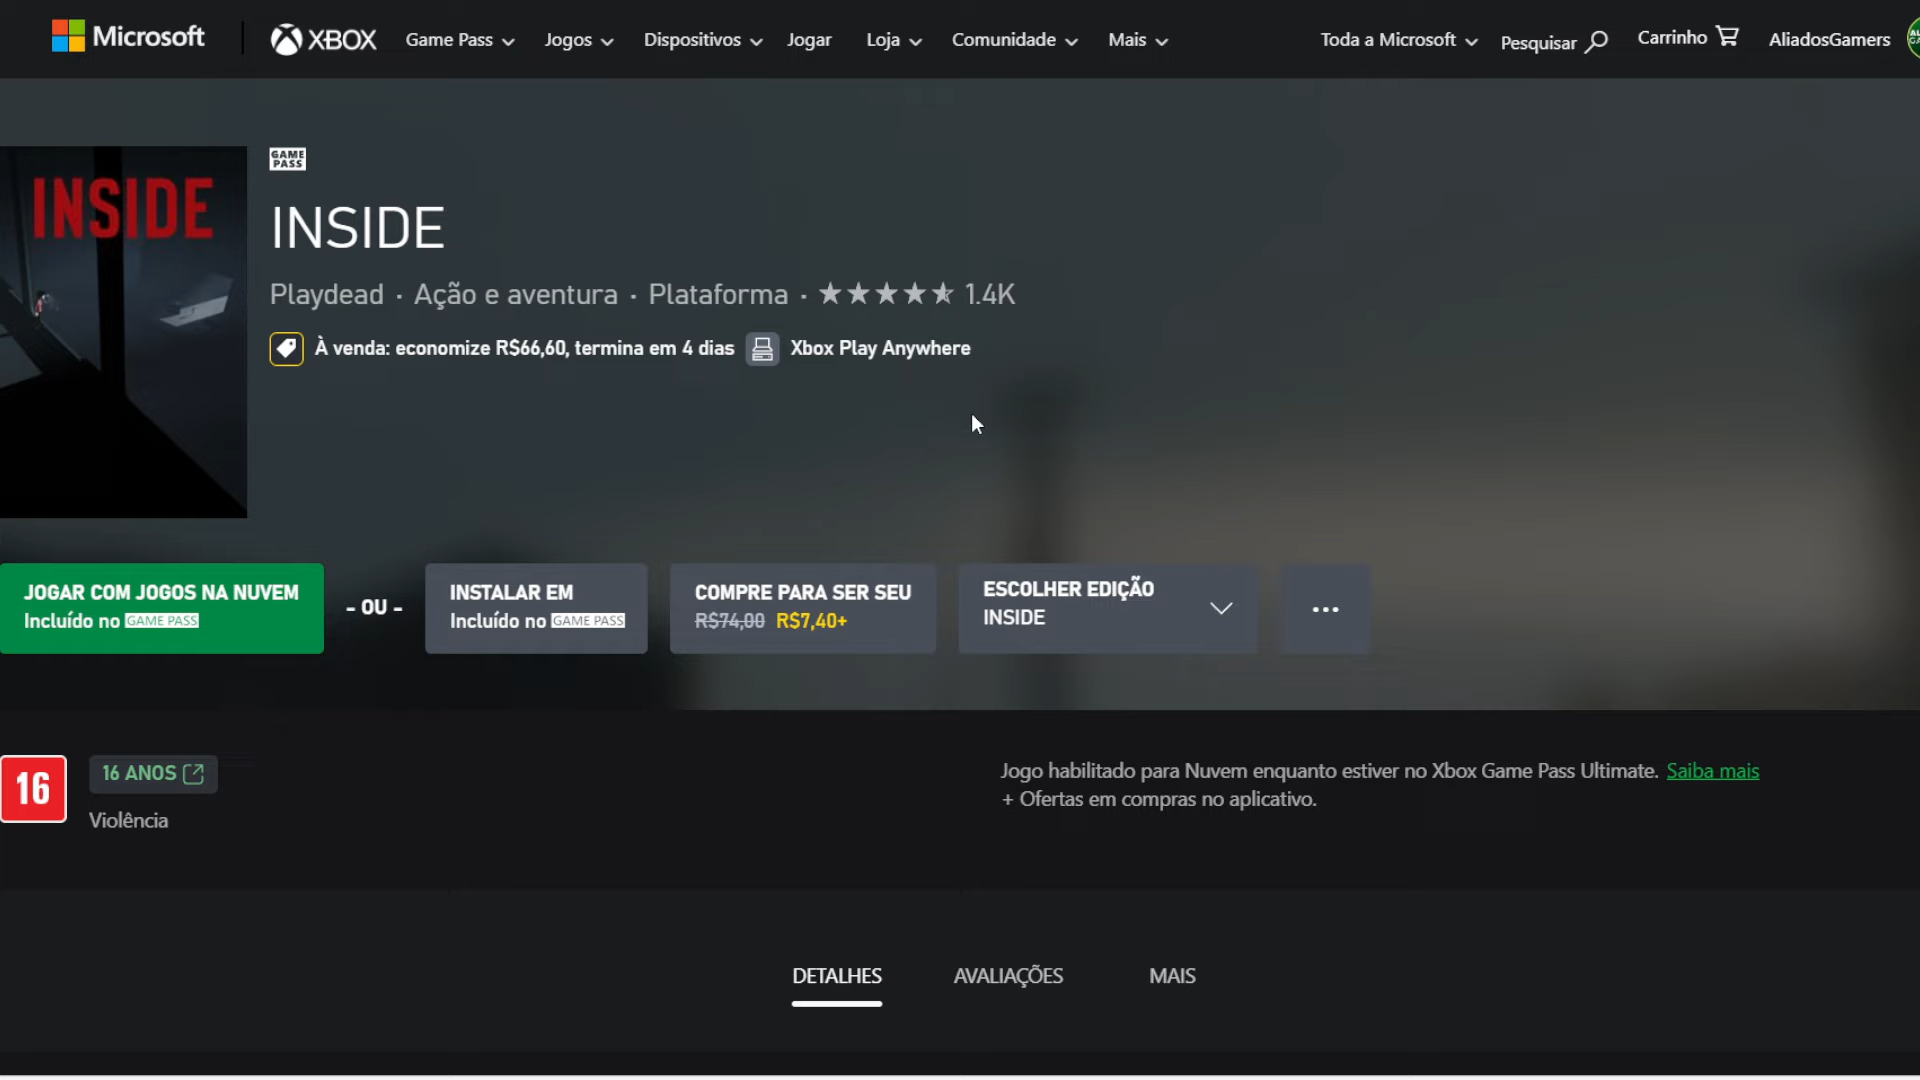 Microsoft
XBOX
Game Pass
Jogos
Dispositivos
Jogar
Loja
Comunidade
Mais
Toda a Microsoft
Pesquisar
Carrinho
AliadosGamers
INSIDE
GAME PASS
INSIDE
Playdead · Ação e aventura · Plataforma · 1.4K
À venda: economize R$66,60, termina em 4 dias
Xbox Play Anywhere
JOGAR COM JOGOS NA NUVEM
Incluído no GAME PASS
- OU -
INSTALAR EM
Incluído no GAME PASS
COMPRE PARA SER SEU
R$74,00 R$7,40+
ESCOLHER EDIÇÃO
INSIDE
16
16 ANOS
Violência
Jogo habilitado para Nuvem enquanto estiver no Xbox Game Pass Ultimate. Saiba mais
+ Ofertas em compras no aplicativo.
DETALHES
AVALIAÇÕES
MAIS